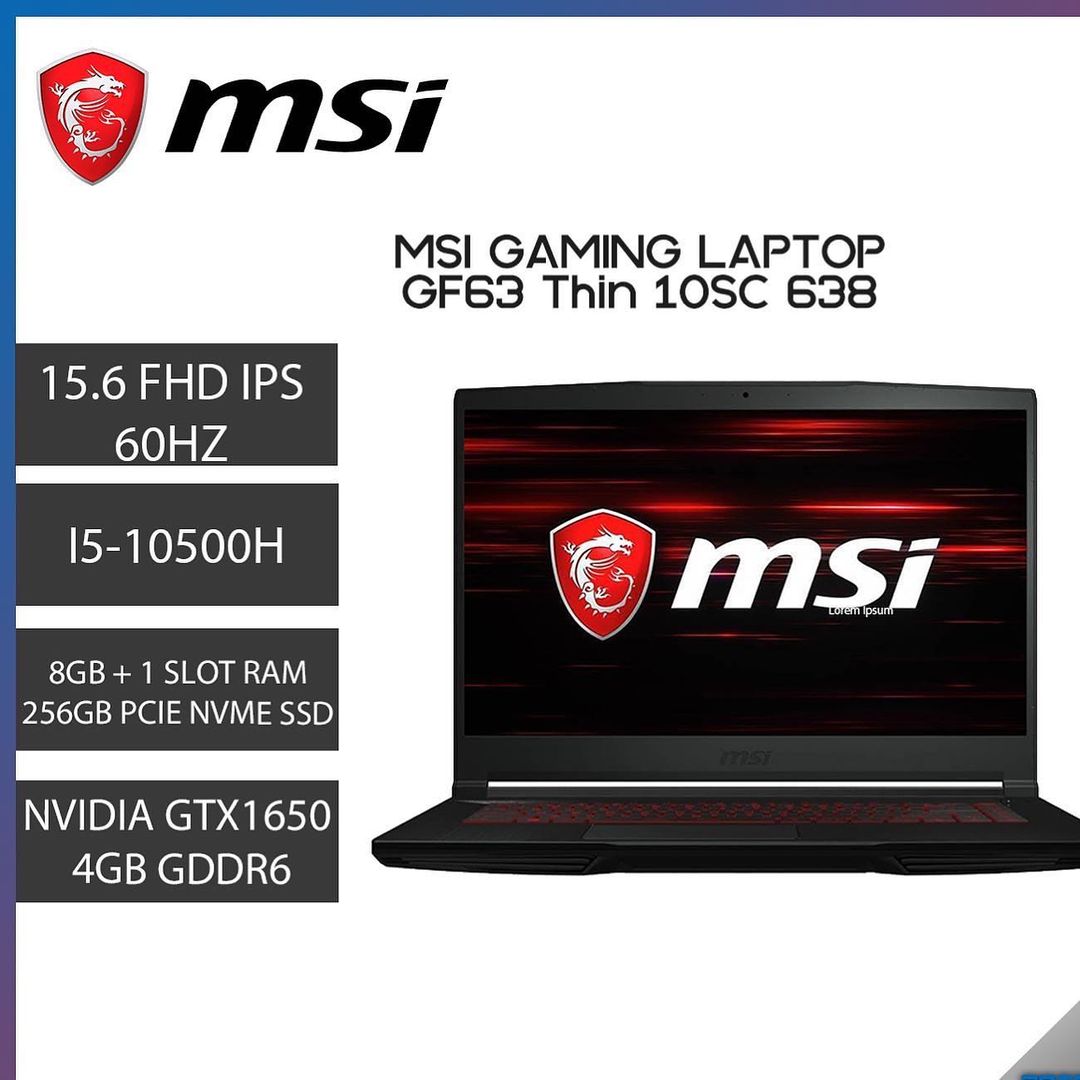 msi
MSI GAMING LAPTOP
GF63 Thin 10SC 638
15.6 FHD IPS
60HZ
I5-10500H
8GB + 1 SLOT RAM
256GB PCIE NVME SSD
NVIDIA GTX1650
4GB GDDR6
msi
Lorem Ipsum
msi